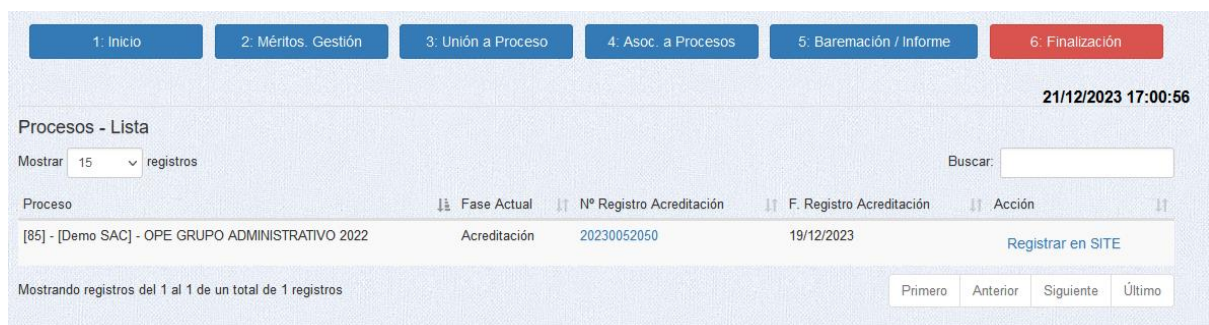 1: Inicio 2: Méritos. Gestión 3: Unión a Proceso 4: Asoc. a Procesos 5: Baremación / Informe 6: Finalización
21/12/2023 17:00:56
Procesos - Lista
Mostrar 15 registros Buscar:
Proceso Fase Actual Nº Registro Acreditación F. Registro Acreditación Acción
[85] - [Demo SAC] - OPE GRUPO ADMINISTRATIVO 2022 Acreditación 20230052050 19/12/2023 Registrar en SITE
Mostrando registros del 1 al 1 de un total de 1 registros Primero Anterior Siguiente Último